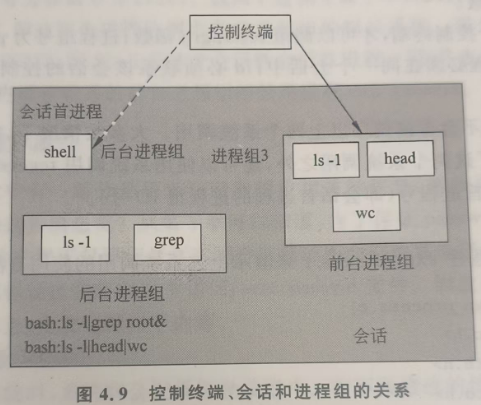 控制终端
会话首进程
shell
后台进程组
进程组3
ls -1
head
wc
ls -1
grep
前台进程组
后台进程组
bash:ls -l|grep root&
bash:ls -l|head|wc
会话
图 4.9 控制终端、会话和进程组的关系